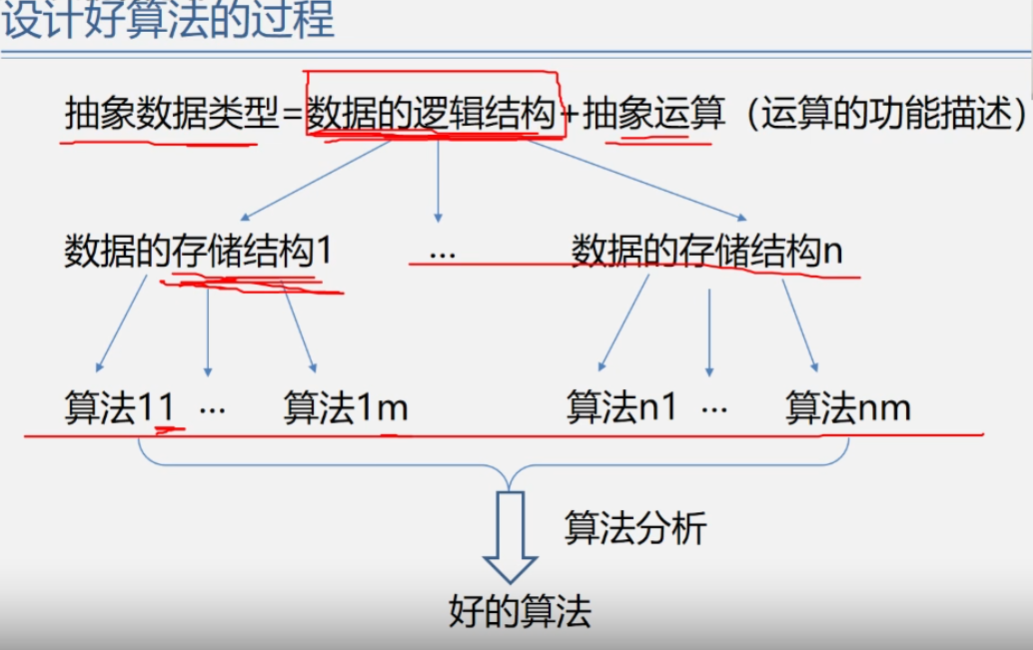 设计好算法的过程
抽象数据类型=数据的逻辑结构+抽象运算（运算的功能描述）
数据的存储结构1 … 数据的存储结构n
算法11 … 算法1m 算法n1 … 算法nm
算法分析
好的算法